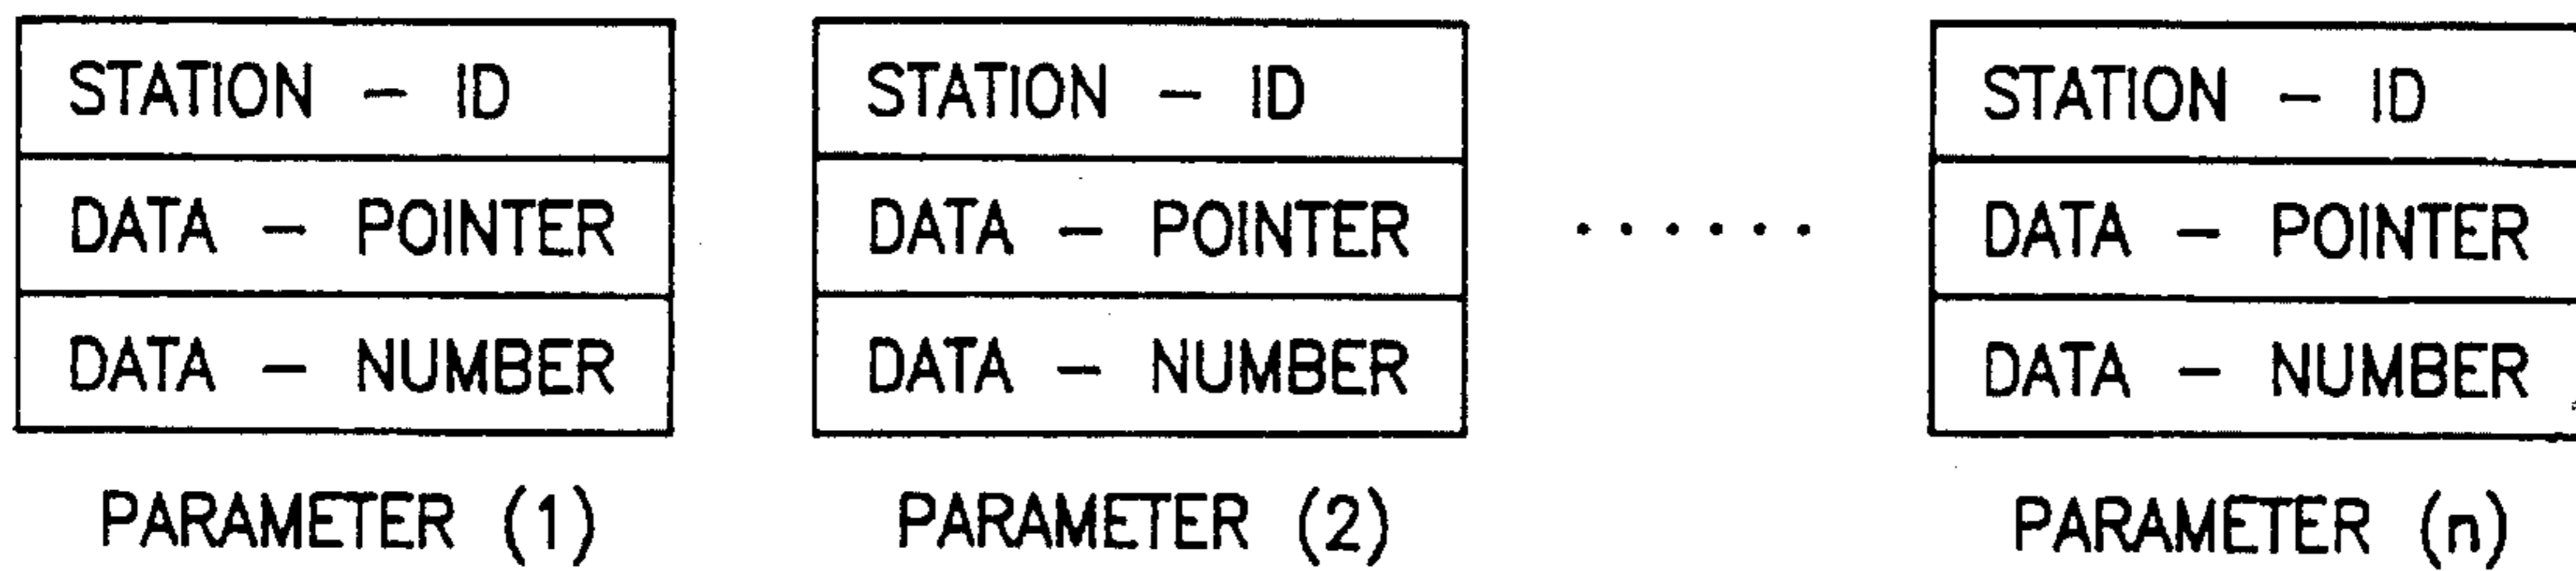 STATION – ID
DATA – POINTER
DATA – NUMBER
PARAMETER (1)
STATION – ID
DATA – POINTER
DATA – NUMBER
PARAMETER (2)
......
STATION – ID
DATA – POINTER
DATA – NUMBER
PARAMETER (n)